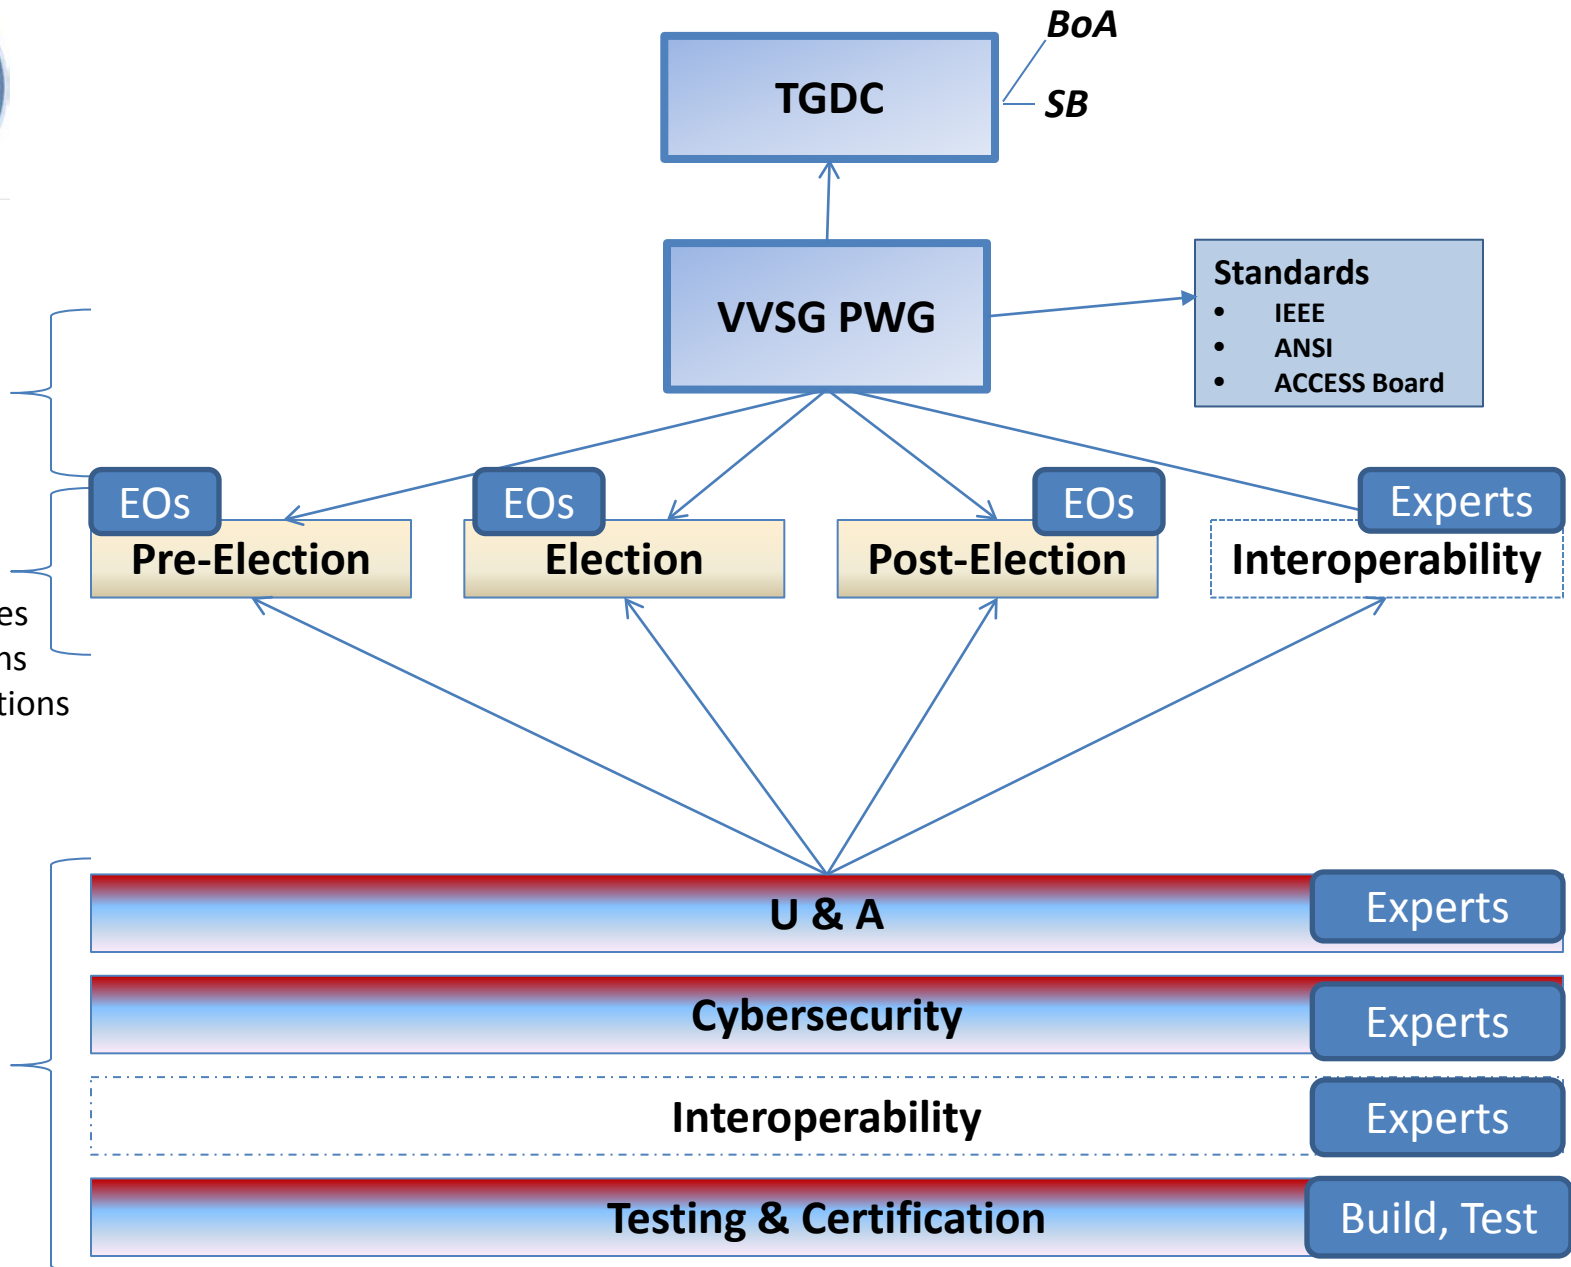 BoA
TGDC
SB
VVSG PWG
Standards
• IEEE
• ANSI
• ACCESS Board
EOs
EOs
EOs
Experts
Pre-Election
Election
Post-Election
Interoperability
U & A
Experts
Cybersecurity
Experts
Interoperability
Experts
Testing & Certification
Build, Test